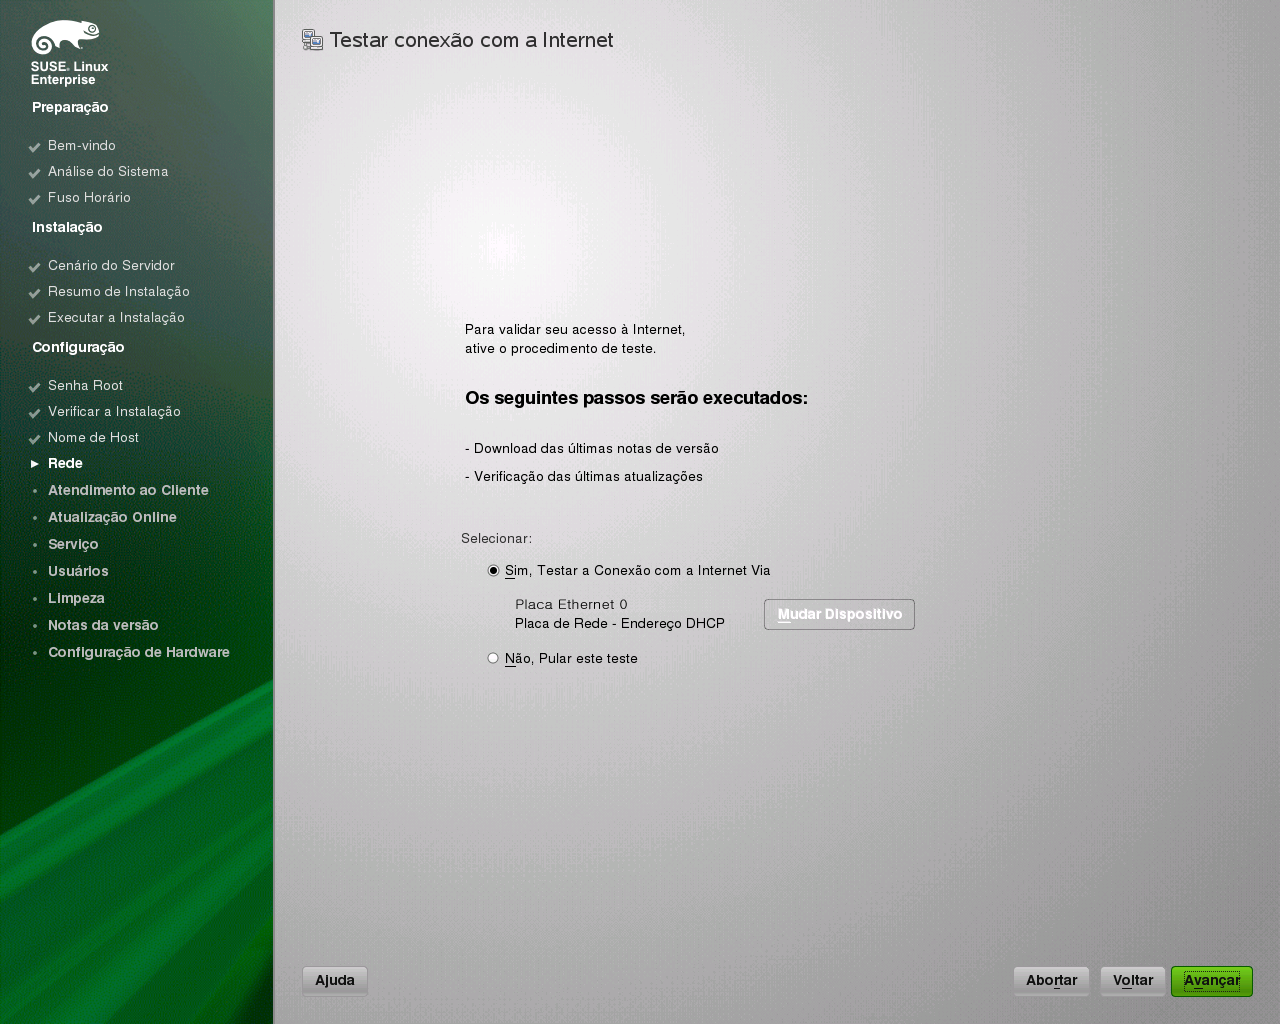 SUSE® Linux
Enterprise
Preparação
Bem-vindo
Análise do Sistema
Fuso Horário
Instalação
Cenário do Servidor
Resumo de Instalação
Executar a Instalação
Configuração
Senha Root
Verificar a Instalação
Nome de Host
Rede
Atendimento ao Cliente
Atualização Online
Serviço
Usuários
Limpeza
Notas da versão
Configuração de Hardware
Testar conexão com a Internet
Para validar seu acesso à Internet,
ative o procedimento de teste.
Os seguintes passos serão executados:
- Download das últimas notas de versão
- Verificação das últimas atualizações
Selecionar:
Sim, Testar a Conexão com a Internet Via
Placa Ethernet 0
Placa de Rede - Endereço DHCP
Mudar Dispositivo
Não, Pular este teste
Ajuda
Abortar
Voltar
Avançar